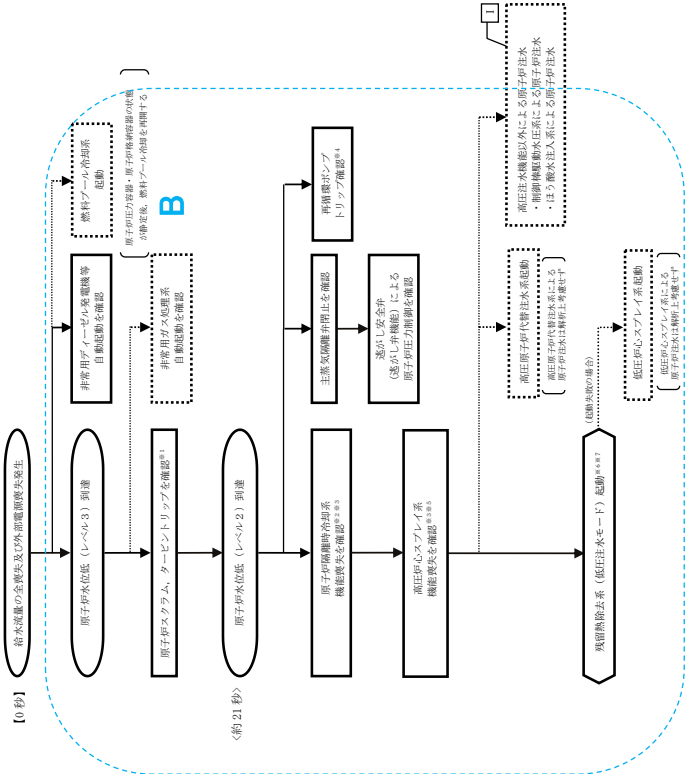 【0 秒】
給水流量の全喪失及び外部電源喪失発生
原子炉水位低（レベル３）到達
非常用ディーゼル発電機等
自動起動を確認
燃料プール冷却系
起動
原子炉圧力容器・原子炉格納容器の状態
が静定後，燃料プール冷却を再開する
B
原子炉スクラム，タービントリップを確認※1
非常用ガス処理系
自動起動を確認
〈約 21 秒〉
原子炉水位低（レベル２）到達
原子炉隔離時冷却系
機能喪失を確認※2※3
主蒸気隔離弁閉止を確認
再循環ポンプ
トリップ確認※4
逃がし安全弁
（逃がし弁機能）による
原子炉圧力制御を確認
高圧炉心スプレイ系
機能喪失を確認※3※5
高圧原子炉代替注水系起動
高圧原子炉代替注水系による
原子炉注水は解析上考慮せず
I
高圧注水機能以外による原子炉注水
・制御棒駆動水圧系による原子炉注水
・ほう酸水注入系による原子炉注水
残留熱除去系（低圧注水モード）起動※6※7
（起動失敗の場合）
低圧炉心スプレイ系起動
低圧炉心スプレイ系による
原子炉注水は解析上考慮せず